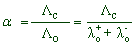 α = Λc / Λo = Λc / λo⁺ + λo⁻